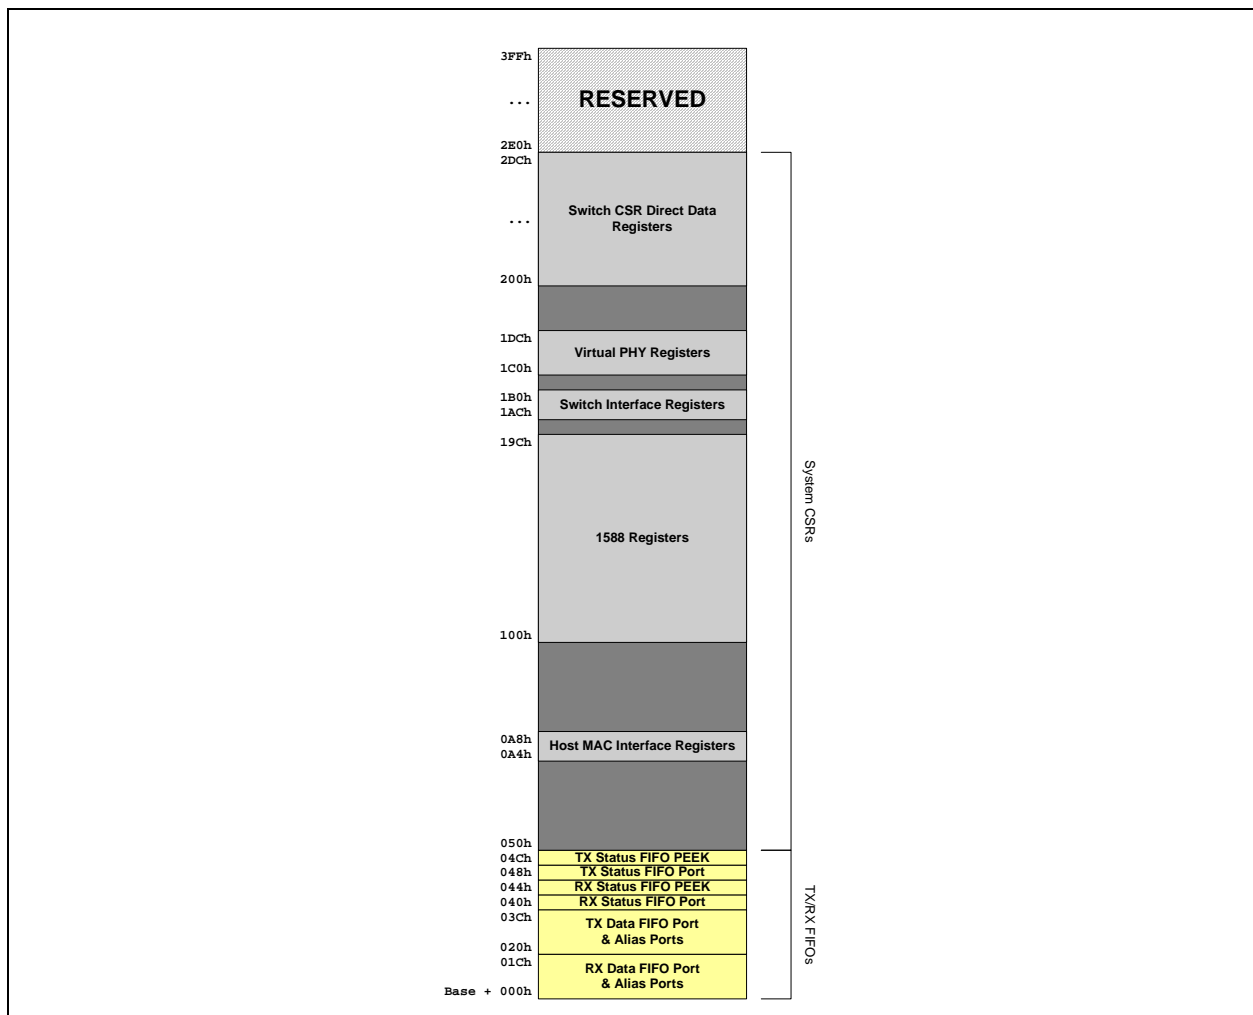 3FFh
RESERVED
...
2E0h
2DCh
Switch CSR Direct Data
Registers
...
200h
1DCh
Virtual PHY Registers
1C0h
1B0h
Switch Interface Registers
1ACh
19Ch
System CSRs
1588 Registers
100h
0A8h
Host MAC Interface Registers
0A4h
050h
04Ch
TX Status FIFO PEEK
048h
TX Status FIFO Port
044h
RX Status FIFO PEEK
040h
RX Status FIFO Port
03Ch
TX Data FIFO Port
& Alias Ports
020h
TX/RX FIFOs
01Ch
RX Data FIFO Port
& Alias Ports
Base + 000h